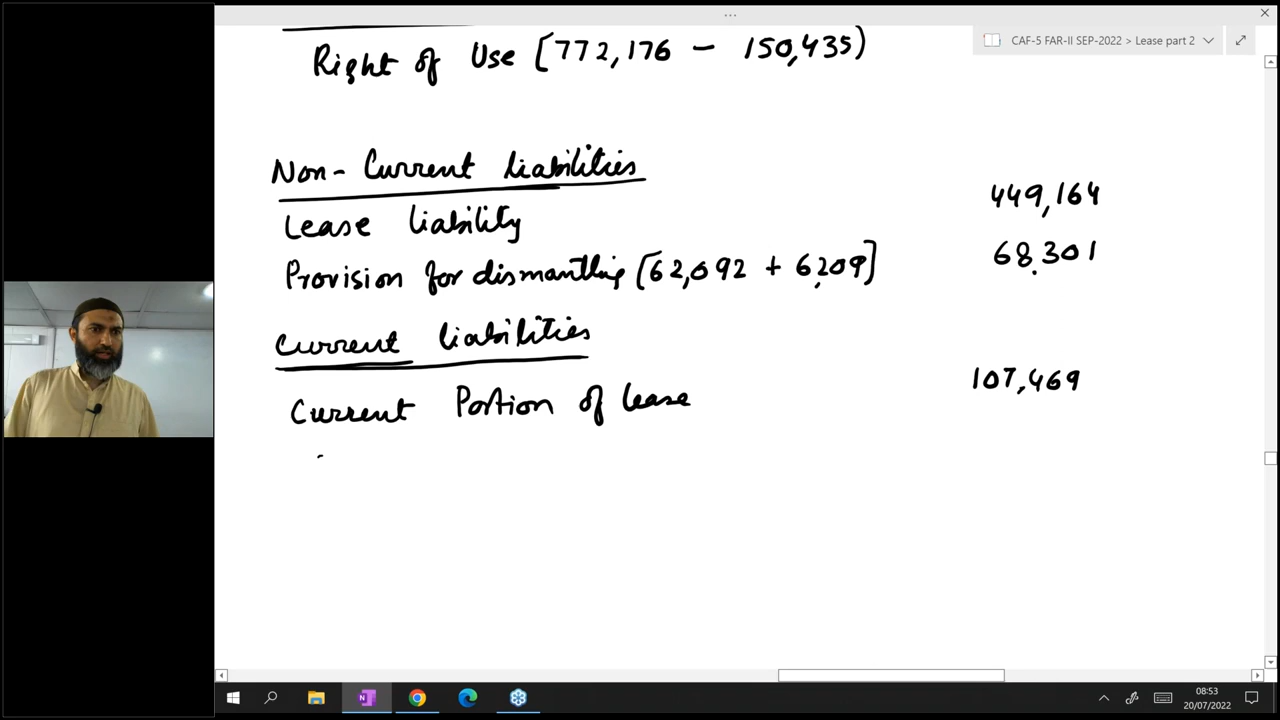 CAF-5 FAR-II SEP-2022 > Lease part 2
Right of Use [772,176 - 150,435)
Non-Current liabilities
Lease liability 449,164
Provision for dismantling [62,092 + 6,209] 68,301
Current liabilities
Current Portion of lease 107,469
08:53
20/07/2022